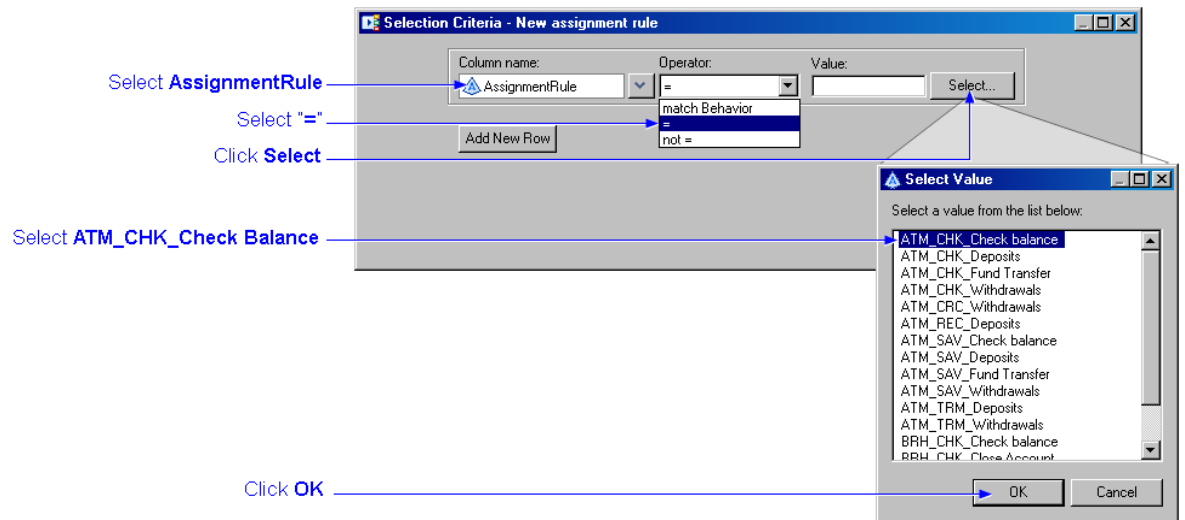 Selection Criteria - New assignment rule
Column name: Operator: Value:
Select AssignmentRule
AssignmentRule = Select...
match Behavior
Select "="
=
Add New Row
not =
Click Select
Select Value
Select a value from the list below:
Select ATM_CHK_Check Balance
ATM_CHK_Check balance
ATM_CHK_Deposits
ATM_CHK_Fund Transfer
ATM_CHK_Withdrawals
ATM_CRC_Withdrawals
ATM_REC_Deposits
ATM_SAV_Check balance
ATM_SAV_Deposits
ATM_SAV_Fund Transfer
ATM_SAV_Withdrawals
ATM_TRM_Deposits
ATM_TRM_Withdrawals
BRH_CHK_Check balance
BRH_CHK_Close Account
Click OK
OK Cancel